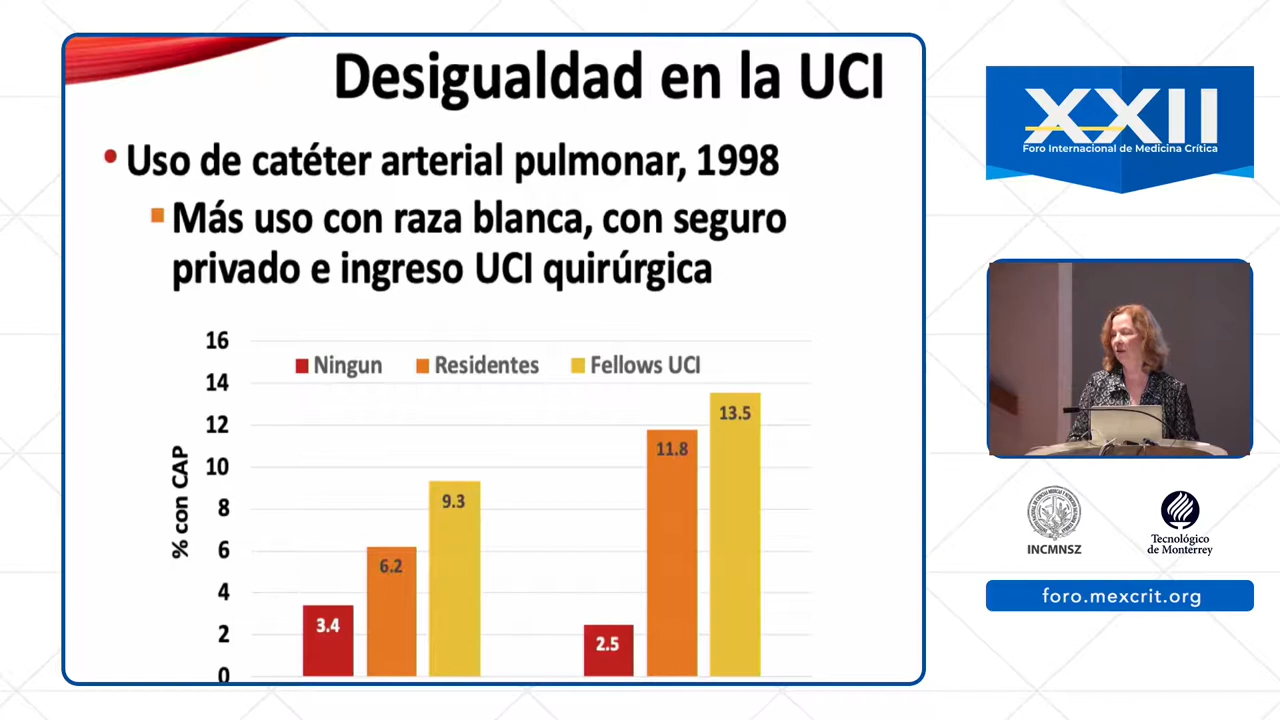 Desigualdad en la UCI
• Uso de catéter arterial pulmonar, 1998
Más uso con raza blanca, con seguro
privado e ingreso UCI quirúrgica
16
14
12
10
8
6
4
2
0
% con CAP
Ningun Residentes Fellows UCI
3.4
6.2
9.3
2.5
11.8
13.5
XXII
Foro Internacional de Medicina Crítica
INCMNSZ
Tecnológico
de Monterrey
foro.mexcrit.org